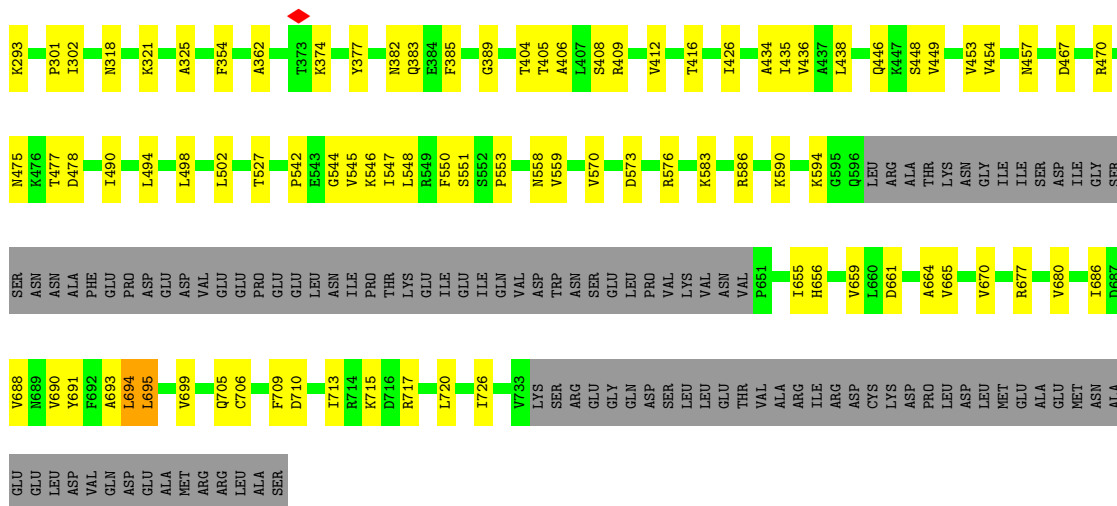 K293 P301 I302 N318 K321 A325 F354 A362 T373 K374 Y377 N382 Q383 E384 F385 G389 T404 T405 A406 L407 S408 R409 V412 T416 I426 A434 I435 V436 A437 L438 Q446 K447 S448 V449 V453 V454 N457 D467 R470
N475 K476 T477 D478 I490 L494 L498 L502 T527 P542 E543 G544 V545 K546 I547 L548 R549 F550 S551 S552 P553 N558 V559 V570 D573 R576 K583 R586 K590 K594 G595 Q596 LEU ARG ALA THR LYS ASN GLY ILE ILE SER ASP ILE GLY SER
SER ASN ASN ALA PHE GLU PRO ASP GLU ASP VAL GLU GLU PRO GLU GLU LEU ASN ILE PRO THR LYS GLU ILE GLU ILE GLN VAL ASP TRP ASN SER GLU LEU PRO VAL LYS VAL ASN VAL P651 I655 H656 V659 L660 D661 A664 V665 V670 R677 V680 I686 D687
V688 N689 V690 Y691 F692 A693 L694 L695 V699 Q705 C706 F709 D710 I713 R714 K715 D716 R717 L720 I726 V733 LYS SER ARG GLU GLY GLN ASP SER LEU LEU GLU THR VAL ALA ARG ILE ARG ASP CYS LYS ASP PRO LEU ASP LEU MET GLU ALA GLU MET ASN ALA
GLU GLU LEU ASP VAL GLN ASP GLU ALA MET ARG ARG LEU ALA SER